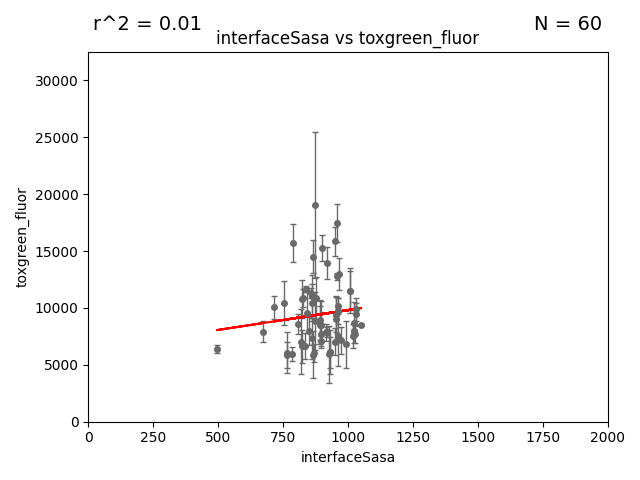 r^2 = 0.01
N = 60
interfaceSasa vs toxgreen_fluor
30000
25000
20000
15000
10000
5000
0
toxgreen_fluor
0 250 500 750 1000 1250 1500 1750 2000
interfaceSasa